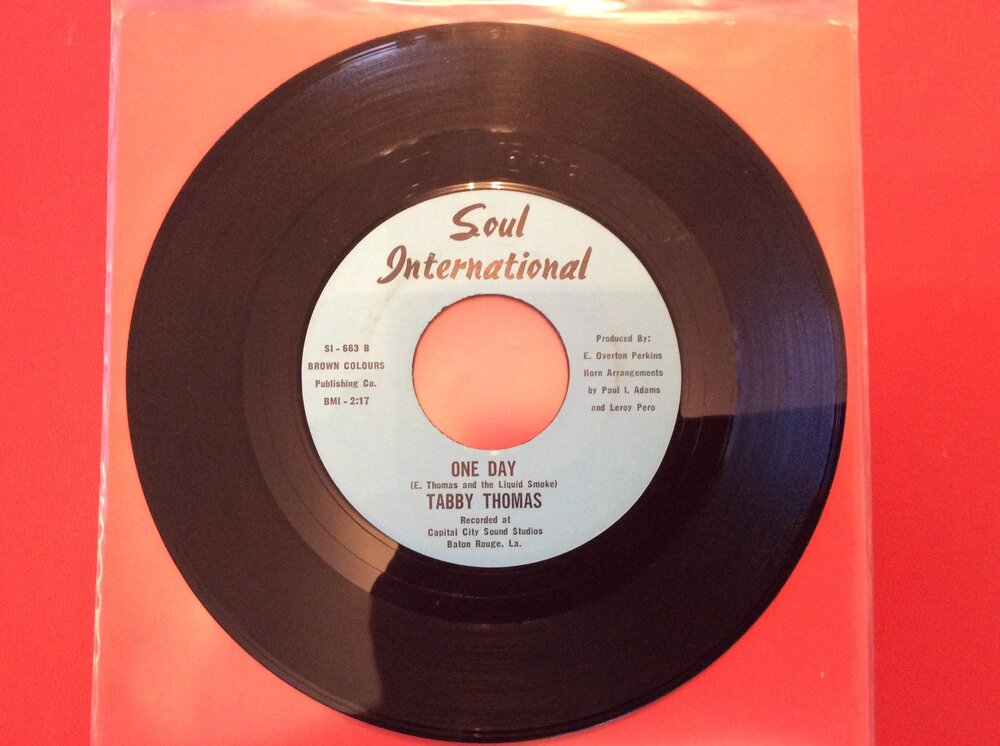 Soul
International
SI - 663 B
BROWN COLOURS
Publishing Co.
BMI - 2:17
Produced By:
E. Overton Perkins
Horn Arrangements
by Paul I. Adams
and Leroy Pero
ONE DAY
(E. Thomas and the Liquid Smoke)
TABBY THOMAS
Recorded at
Capital City Sound Studios
Baton Rouge, La.